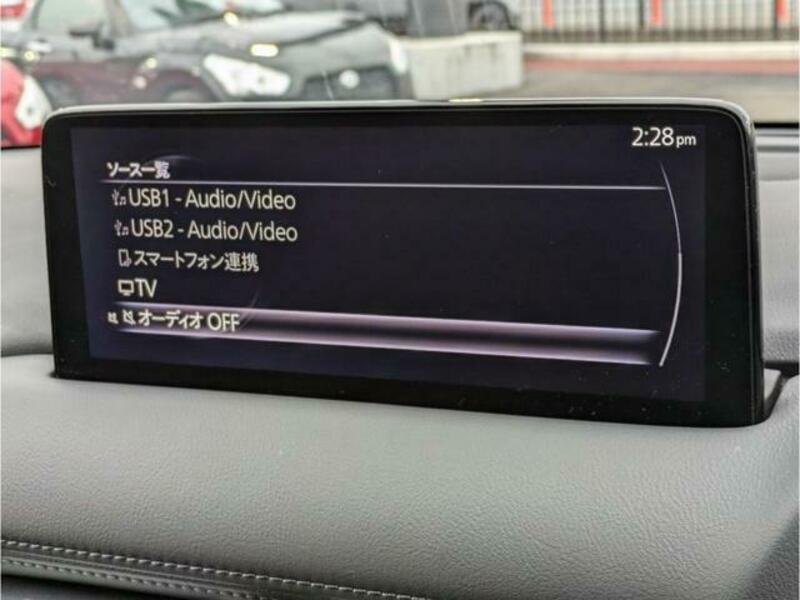 2:28pm
ソース一覧
USB1 - Audio/Video
USB2 - Audio/Video
スマートフォン連携
TV
オーディオ OFF